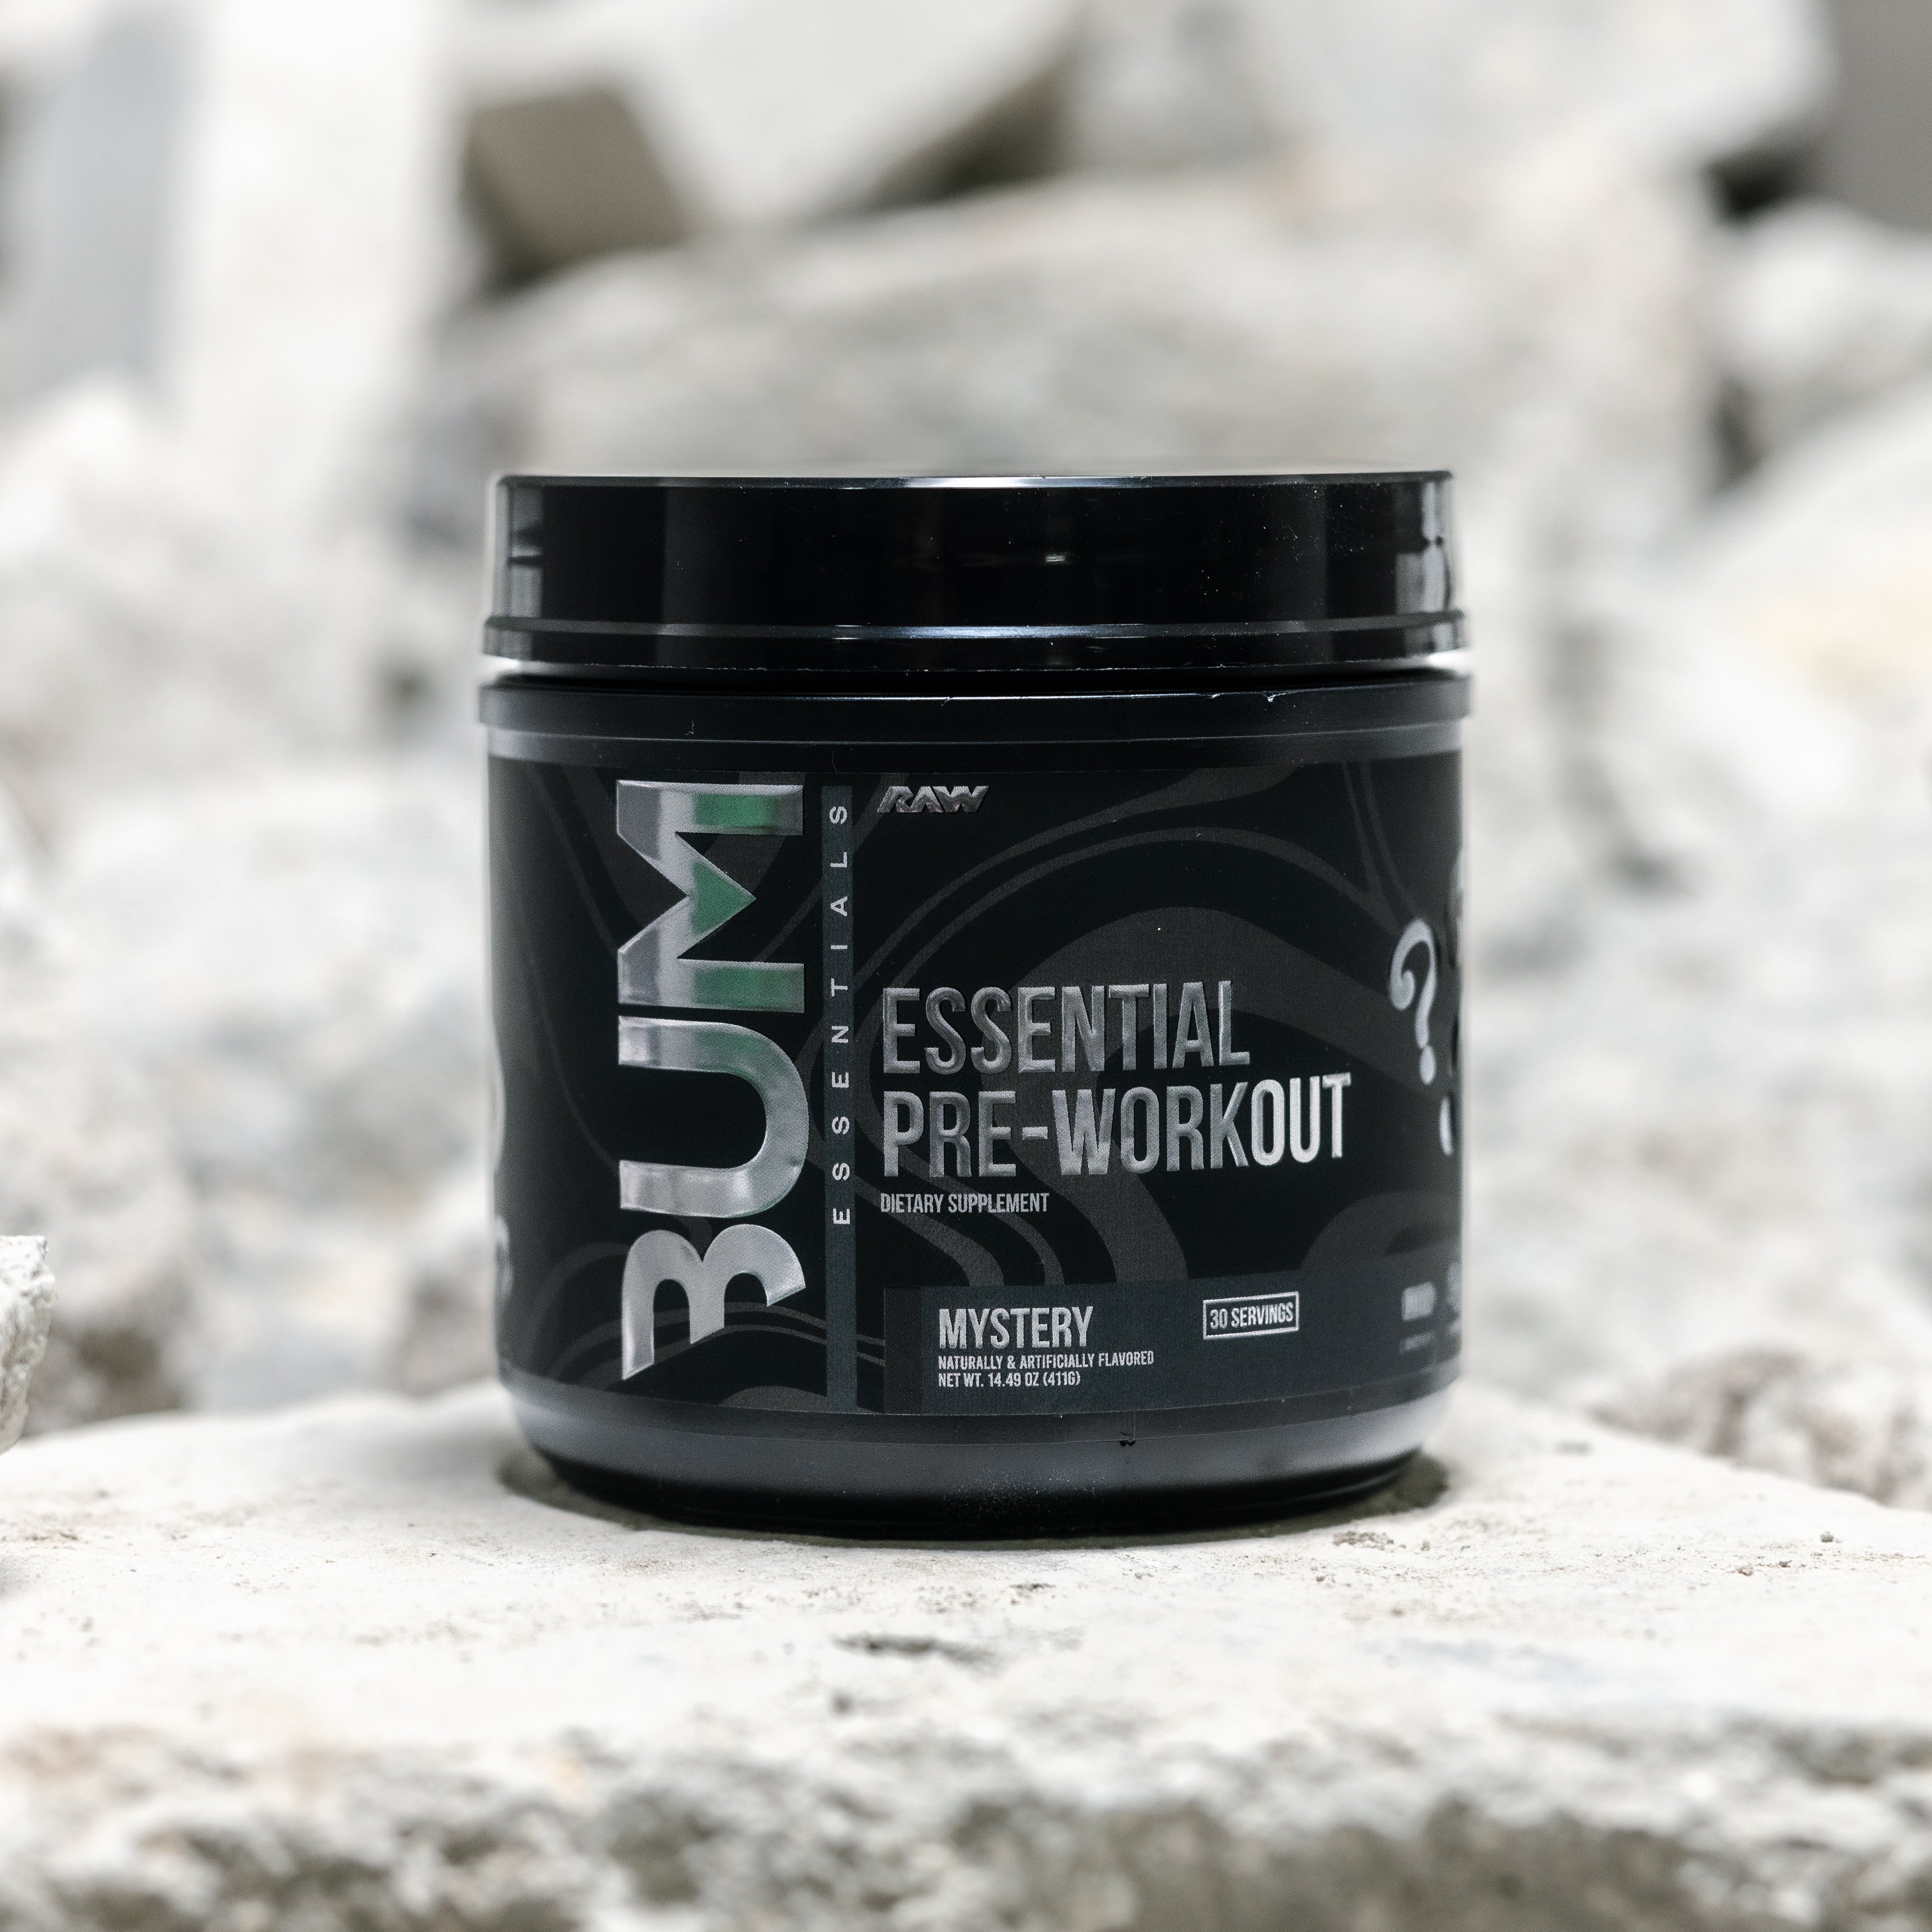 BUM
ESSENTIALS
RAW
ESSENTIAL
PRE-WORKOUT
DIETARY SUPPLEMENT
MYSTERY
30 SERVINGS
NATURALLY & ARTIFICIALLY FLAVORED
NET WT. 14.49 OZ (411G)
?